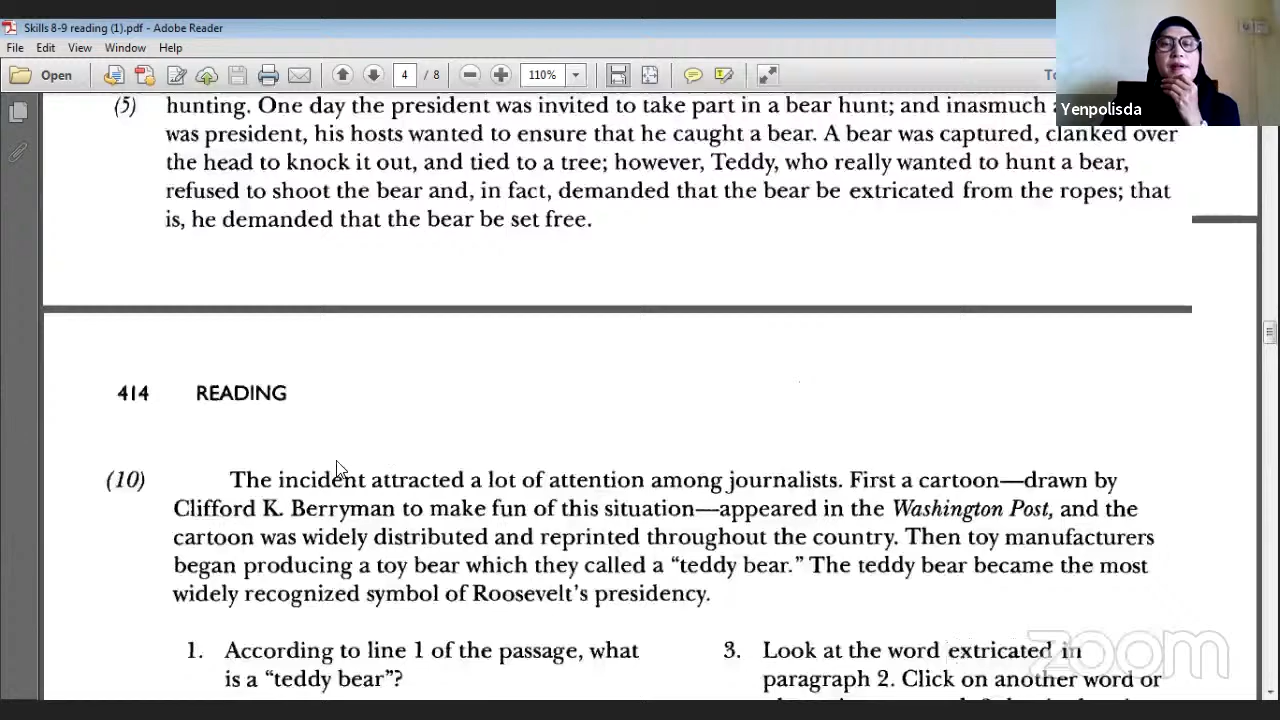 Skills 8-9 reading (1).pdf - Adobe Reader
File Edit View Window Help
Open 4 / 8 110%
Yenpolisda
(5) hunting. One day the president was invited to take part in a bear hunt; and inasmuch
was president, his hosts wanted to ensure that he caught a bear. A bear was captured, clanked over
the head to knock it out, and tied to a tree; however, Teddy, who really wanted to hunt a bear,
refused to shoot the bear and, in fact, demanded that the bear be extricated from the ropes; that
is, he demanded that the bear be set free.
414 READING
(10) The incident attracted a lot of attention among journalists. First a cartoon—drawn by
Clifford K. Berryman to make fun of this situation—appeared in the Washington Post, and the
cartoon was widely distributed and reprinted throughout the country. Then toy manufacturers
began producing a toy bear which they called a “teddy bear.” The teddy bear became the most
widely recognized symbol of Roosevelt’s presidency.
1. According to line 1 of the passage, what
is a “teddy bear”?
3. Look at the word extricated in
paragraph 2. Click on another word or
zoom